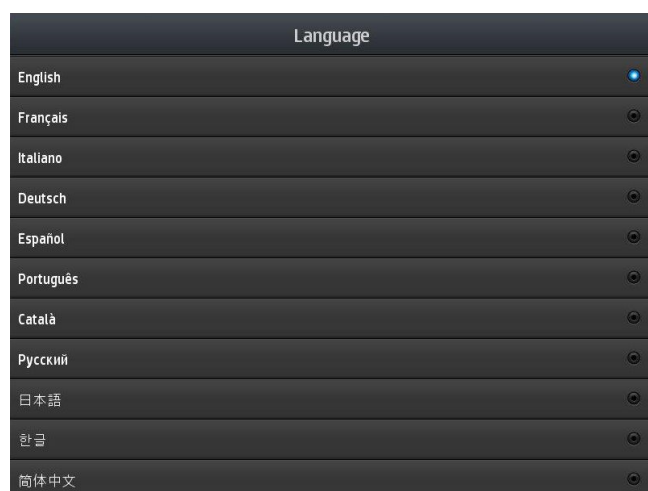 Language
English
Français
Italiano
Deutsch
Español
Português
Català
Русский
日本語
한글
简体中文